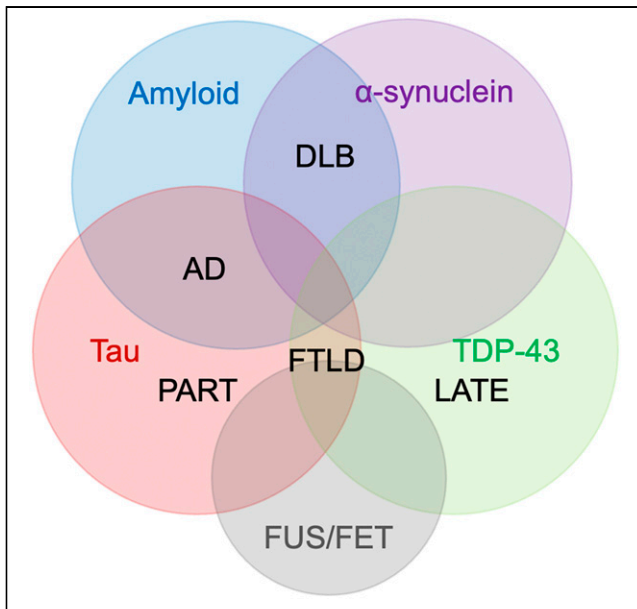 Amyloid
α-synuclein
DLB
AD
Tau
FTLD
TDP-43
PART
LATE
FUS/FET